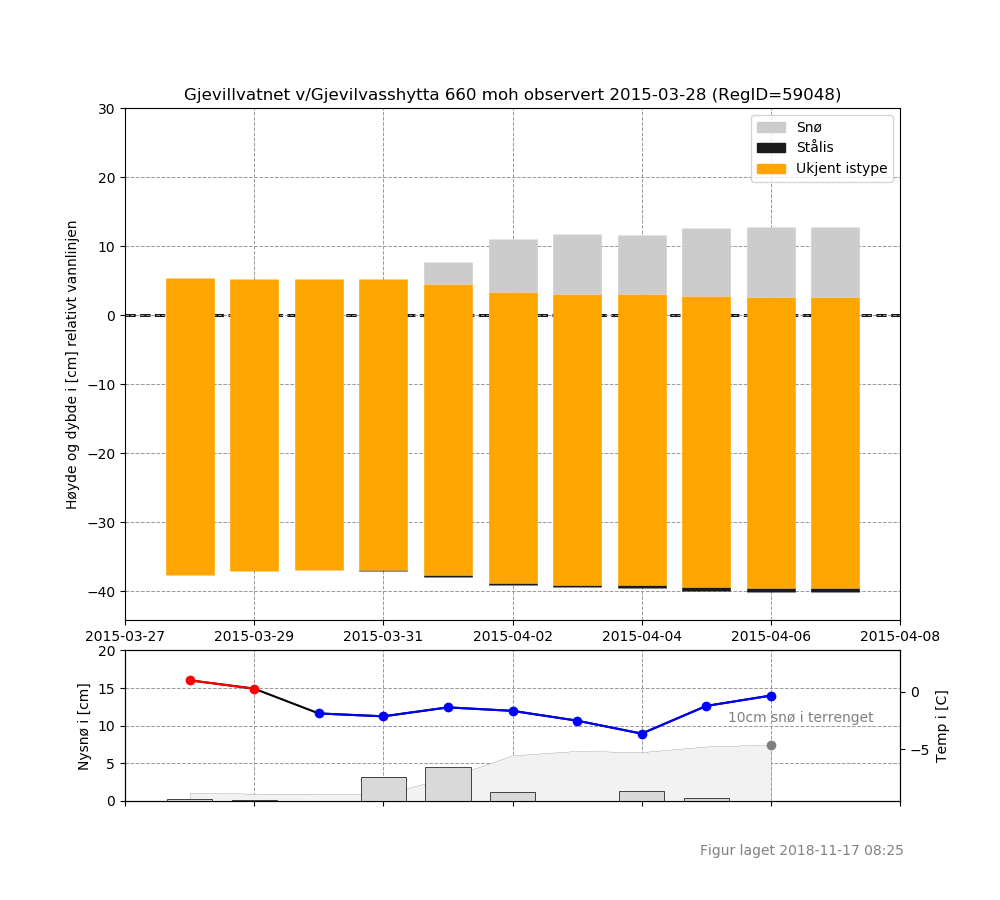 Gjevillvatnet v/Gjevilvasshytta 660 moh observert 2015-03-28 (RegID=59048)
Snø
Stålis
Ukjent istype
Høyde og dybde i [cm] relativt vannlinjen
30
20
10
0
−10
−20
−30
−40
2015-03-27 2015-03-29 2015-03-31 2015-04-02 2015-04-04 2015-04-06 2015-04-08
Nysnø i [cm]
20
15
10
5
0
10cm snø i terrenget
0
−5
Temp i [C]
Figur laget 2018-11-17 08:25